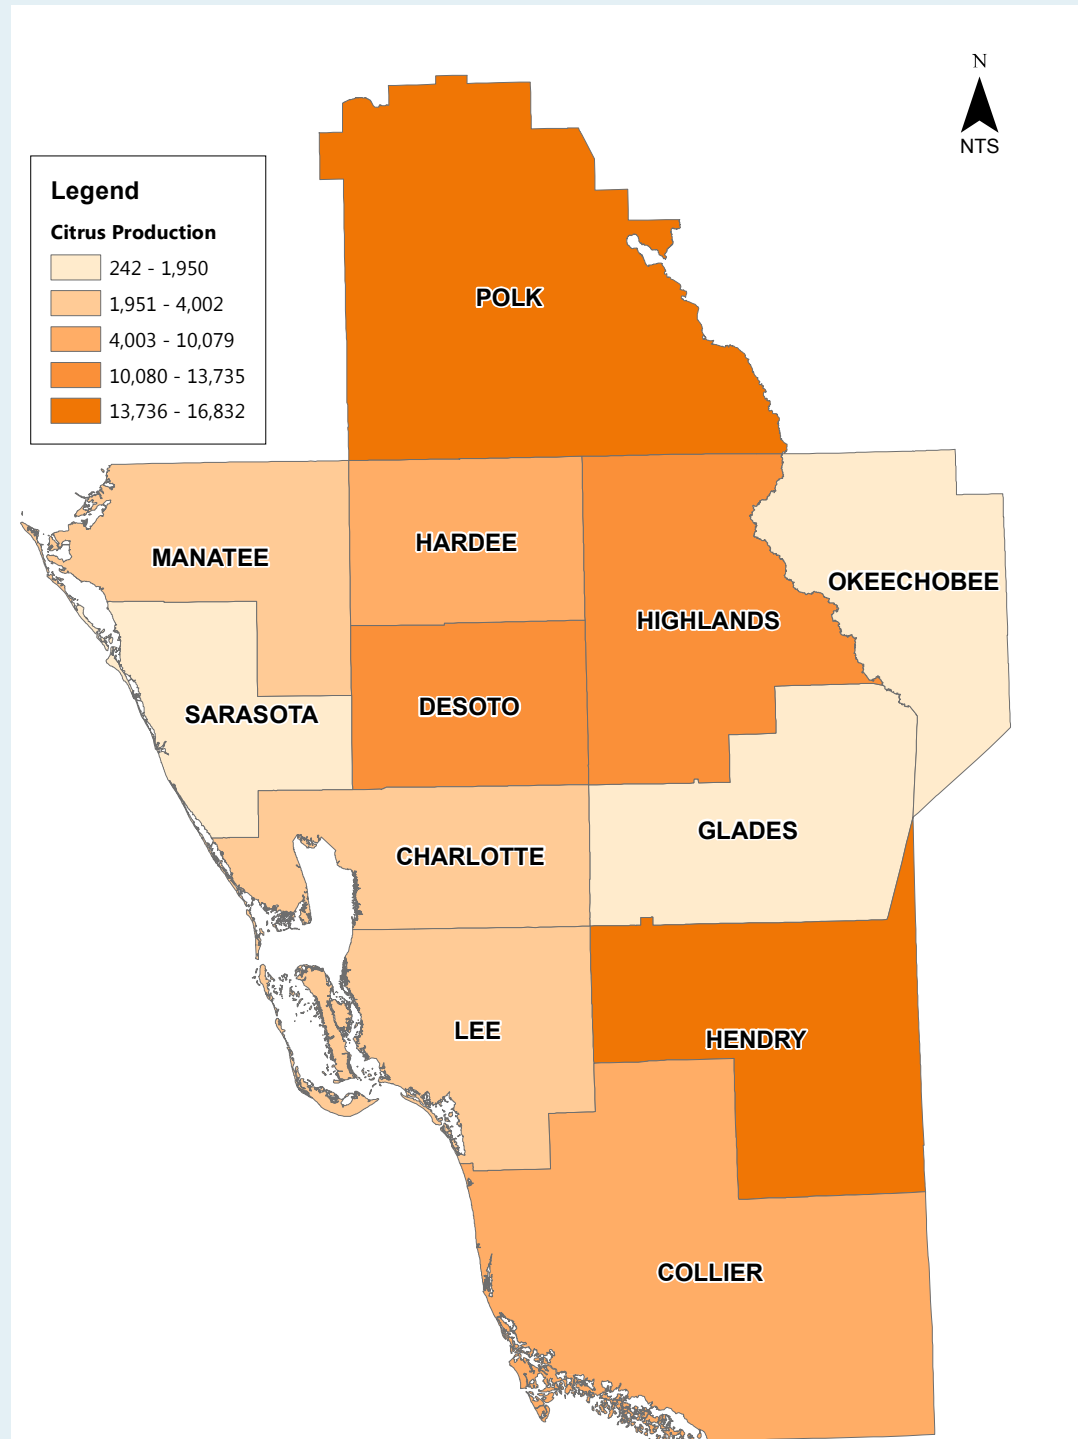 N
NTS
Legend
Citrus Production
242 - 1,950
1,951 - 4,002
4,003 - 10,079
10,080 - 13,735
13,736 - 16,832
POLK
MANATEE
HARDEE
HIGHLANDS
OKEECHOBEE
SARASOTA
DESOTO
CHARLOTTE
GLADES
LEE
HENDRY
COLLIER